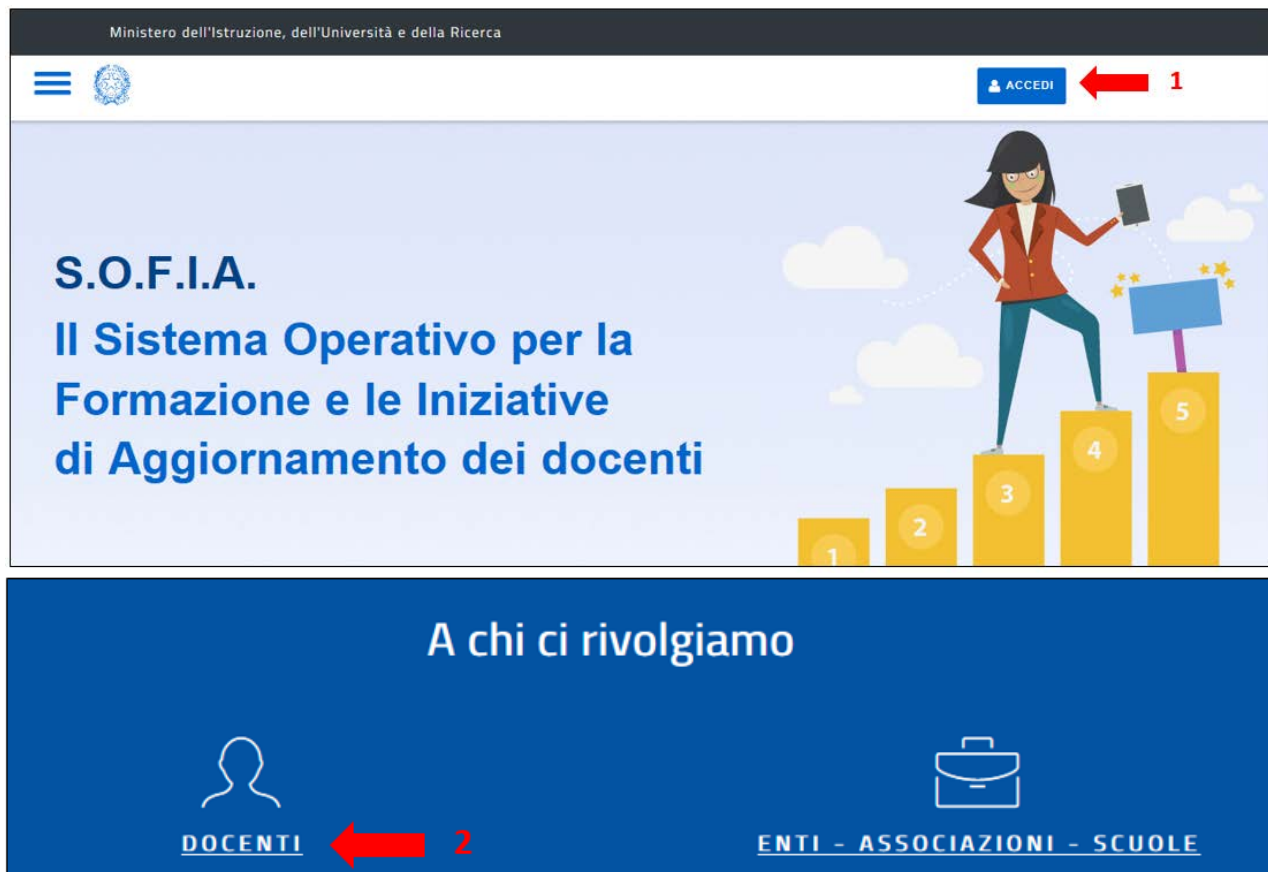 Ministero dell'Istruzione, dell'Università e della Ricerca
ACCEDI
1
S.O.F.I.A.
Il Sistema Operativo per la
Formazione e le Iniziative
di Aggiornamento dei docenti
1
2
3
4
5
A chi ci rivolgiamo
DOCENTI
2
ENTI - ASSOCIAZIONI - SCUOLE